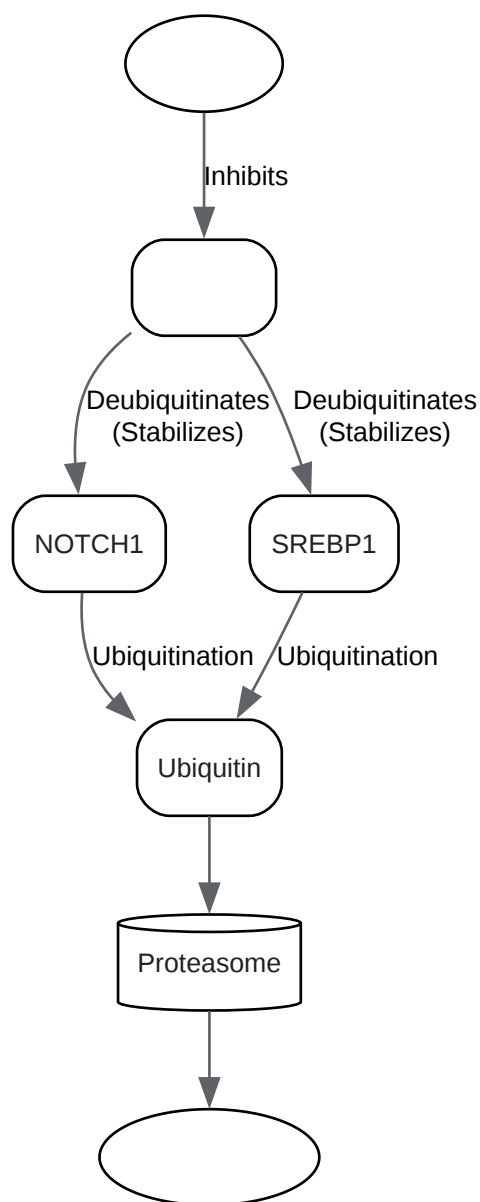 Inhibits
Deubiquitinates
(Stabilizes)
Deubiquitinates
(Stabilizes)
NOTCH1
SREBP1
Ubiquitination
Ubiquitination
Ubiquitin
Proteasome